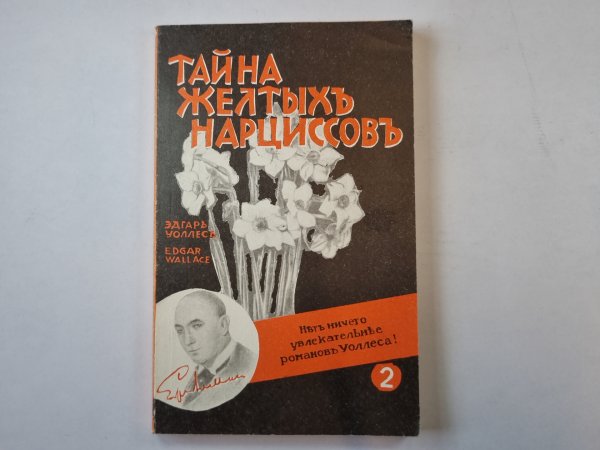 ТАЙНА
ЖЕЛТЫХЪ
НАРЦИССОВЪ
ЭДГАРЪ
УОЛЛЕСЪ
EDGAR
WALLACE
Нѣтъ ничего
увлекательнѣе
романовъ Уоллеса!
2